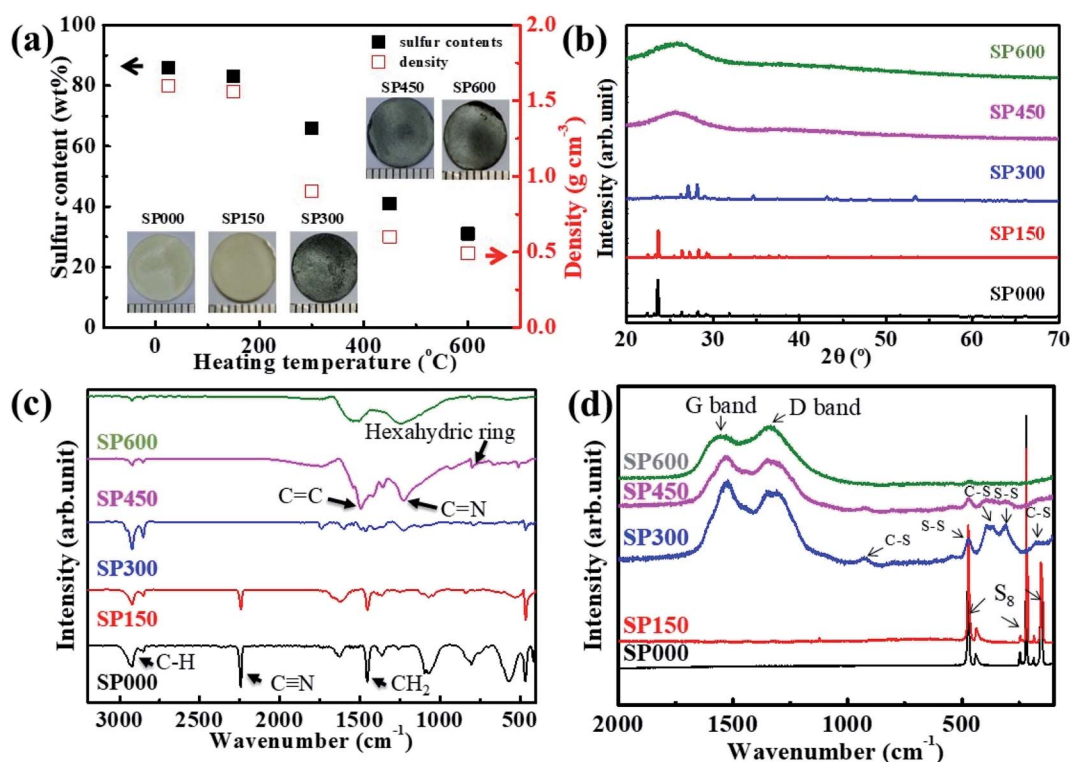 (a)
Sulfur content (wt%)
100
80
60
40
20
0
sulfur contents
density
SP450 SP600
SP000 SP150 SP300
2.0
1.5
1.0
0.5
0.0
Density (g cm⁻³)
0 200 400 600
Heating temperature (°C)
(b)
Intensity (arb.unit)
SP600
SP450
SP300
SP150
SP000
20 30 40 50 60 70
2θ (º)
(c)
Intensity (arb.unit)
SP600
Hexahydric ring
SP450
C=C
C=N
SP300
SP150
C-H
C≡N
CH₂
SP000
3000 2500 2000 1500 1000 500
Wavenumber (cm⁻¹)
(d)
Intensity (arb.unit)
G band
D band
SP600
SP450
C-S
S-S
SP300
S-S
C-S
C-S
S₈
SP150
SP000
2000 1500 1000 500
Wavenumber (cm⁻¹)